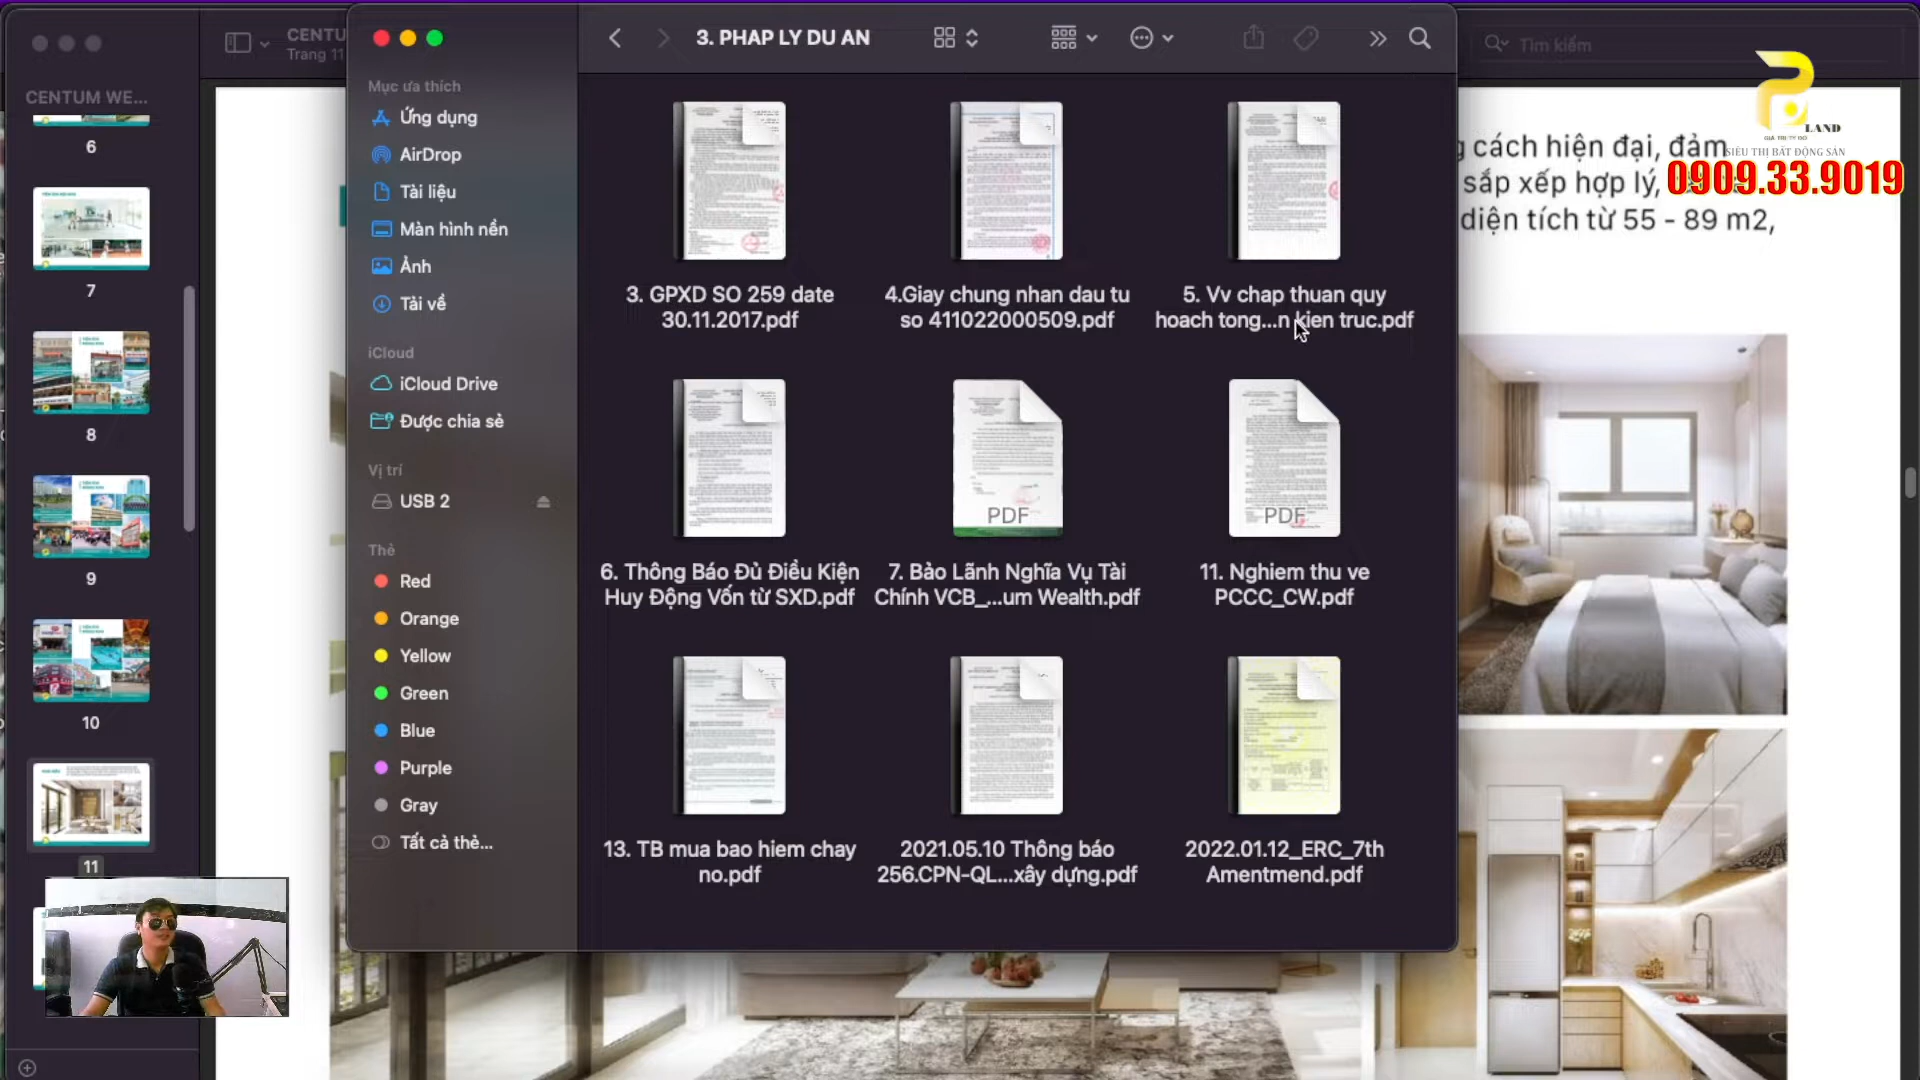 CENTU
Trang 11
CENTUM WE...
6
7
8
9
10
11
Mục ưa thích
Ứng dụng
AirDrop
Tài liệu
Màn hình nền
Ảnh
Tải về
iCloud
iCloud Drive
Được chia sẻ
Vị trí
USB 2
Thẻ
Red
Orange
Yellow
Green
Blue
Purple
Gray
Tất cả thẻ...
3. PHAP LY DU AN
3. GPXD SO 259 date
30.11.2017.pdf
4.Giay chung nhan dau tu
so 411022000509.pdf
5. Vv chap thuan quy
hoach tong...n kien truc.pdf
6. Thông Báo Đủ Điều Kiện
Huy Động Vốn từ SXD.pdf
PDF
7. Bảo Lãnh Nghĩa Vụ Tài
Chính VCB_...um Wealth.pdf
PDF
11. Nghiem thu ve
PCCC_CW.pdf
13. TB mua bao hiem chay
no.pdf
2021.05.10 Thông báo
256.CPN-QL...xây dựng.pdf
2022.01.12_ERC_7th
Amentmend.pdf
Tìm kiếm
LAND
SIÊU THỊ BẤT ĐỘNG SẢN
0909.33.9019
g cách hiện đại, đảm
sắp xếp hợp lý,
diện tích từ 55 - 89 m2,